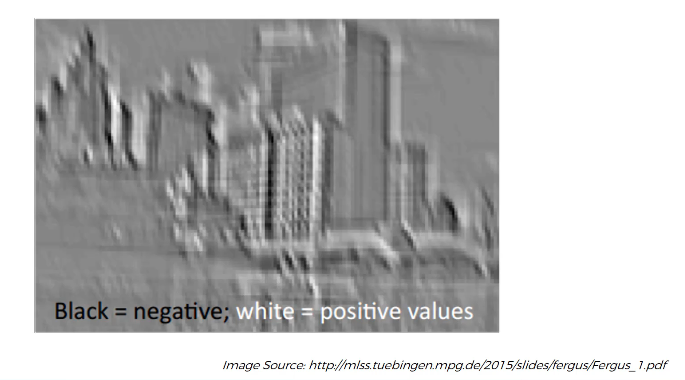 Black = negative; white = positive values
Image Source: http://mlss.tuebingen.mpg.de/2015/slides/fergus/Fergus_1.pdf